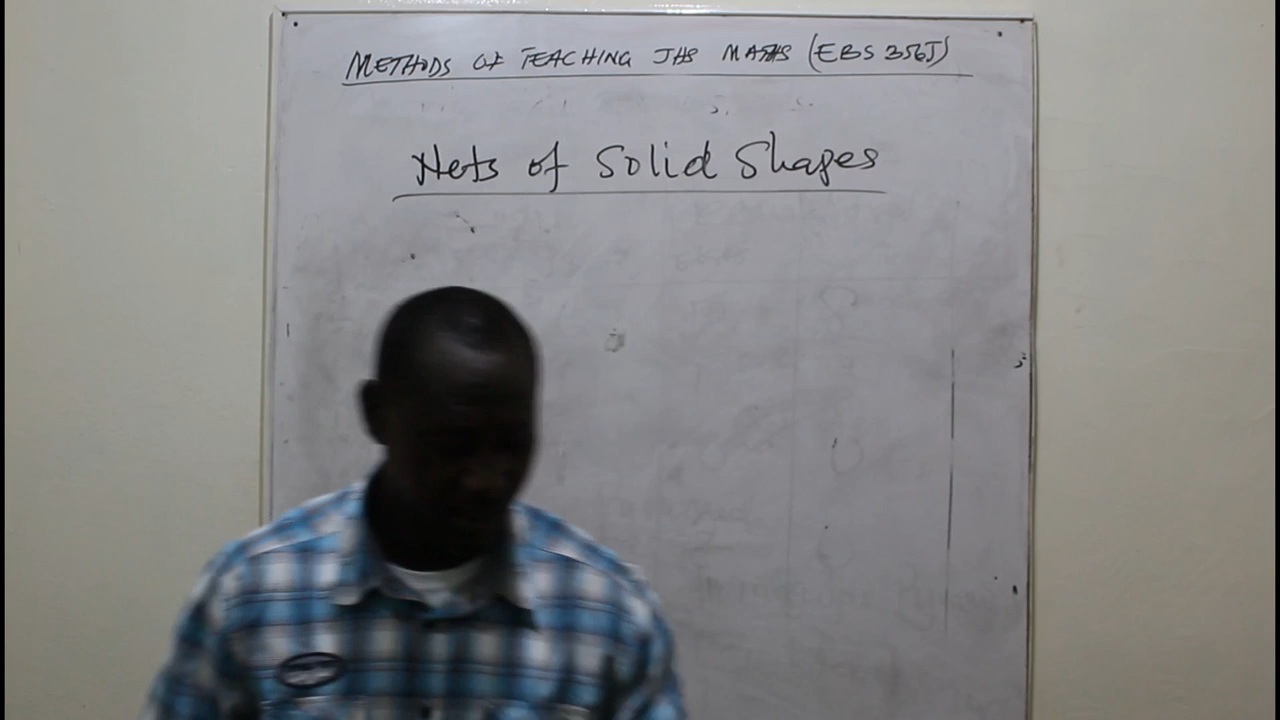 METHODS OF TEACHING JHS MATHS (EBS 356J)
Nets of Solid Shapes